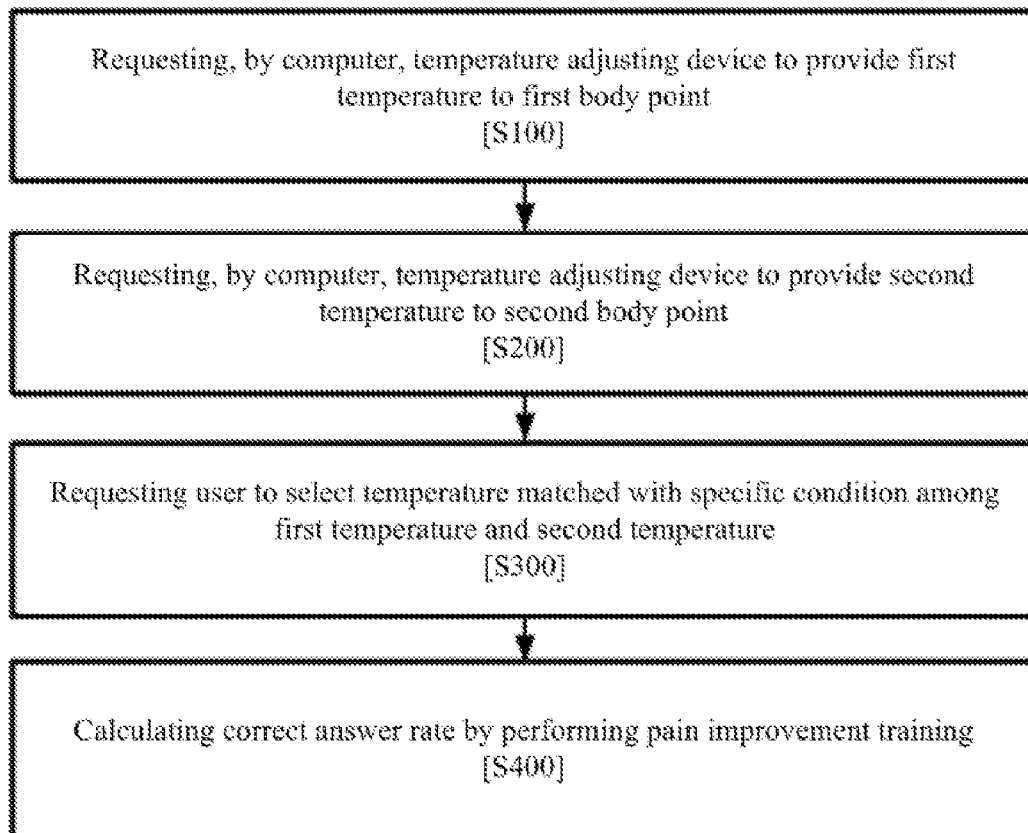 Requesting, by computer, temperature adjusting device to provide first
temperature to first body point
[S100]
Requesting, by computer, temperature adjusting device to provide second
temperature to second body point
[S200]
Requesting user to select temperature matched with specific condition among
first temperature and second temperature
[S300]
Calculating correct answer rate by performing pain improvement training
[S400]